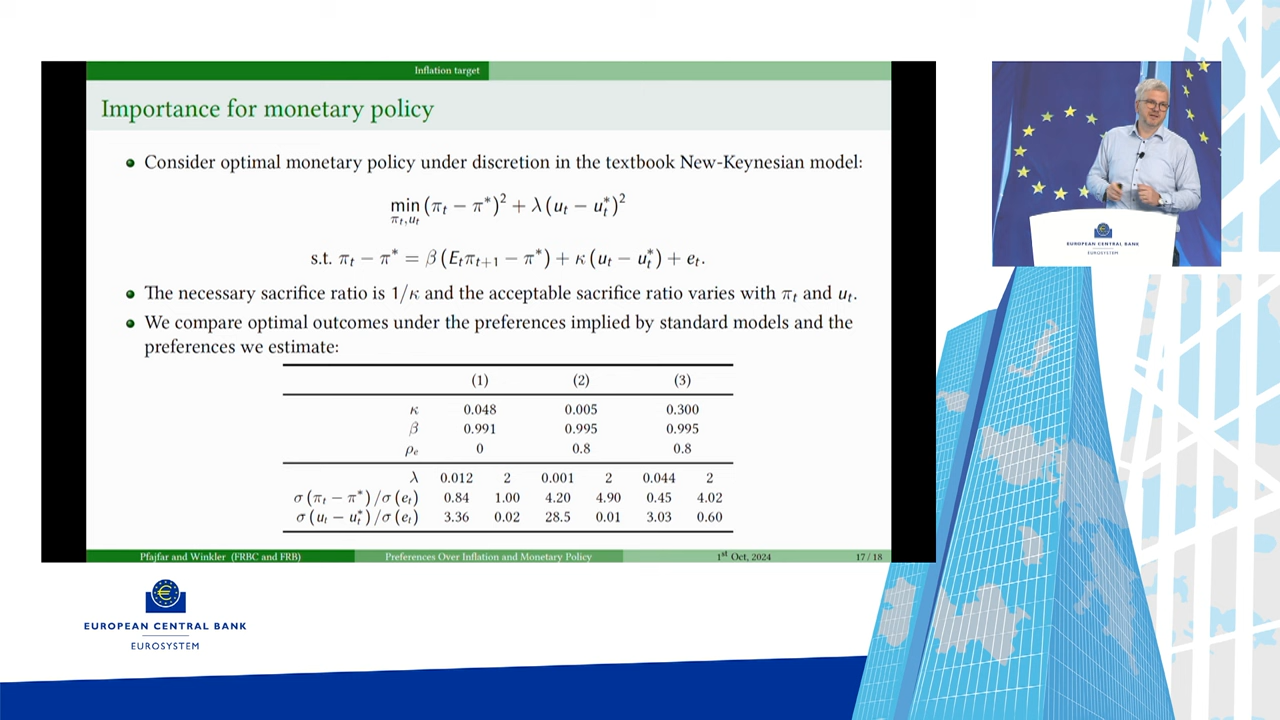 Inflation target
Importance for monetary policy
Consider optimal monetary policy under discretion in the textbook New-Keynesian model:
min (π_t − π*)² + λ (u_t − u_t*)²
π_t,u_t
s.t. π_t − π* = β (E_tπ_{t+1} − π*) + κ (u_t − u_t*) + e_t.
The necessary sacrifice ratio is 1/κ and the acceptable sacrifice ratio varies with π_t and u_t.
We compare optimal outcomes under the preferences implied by standard models and the
preferences we estimate:
(1) (2) (3)
κ 0.048 0.005 0.300
β 0.991 0.995 0.995
ρ_e 0 0.8 0.8
λ 0.012 2 0.001 2 0.044 2
σ (π_t − π*) /σ (e_t) 0.84 1.00 4.20 4.90 0.45 4.02
σ (u_t − u_t*) /σ (e_t) 3.36 0.02 28.5 0.01 3.03 0.60
Pfajfar and Winkler (FRBC and FRB) Preferences Over Inflation and Monetary Policy 1st Oct, 2024 17 / 18
EUROPEAN CENTRAL BANK
EUROSYSTEM
EUROPEAN CENTRAL BANK
EUROSYSTEM